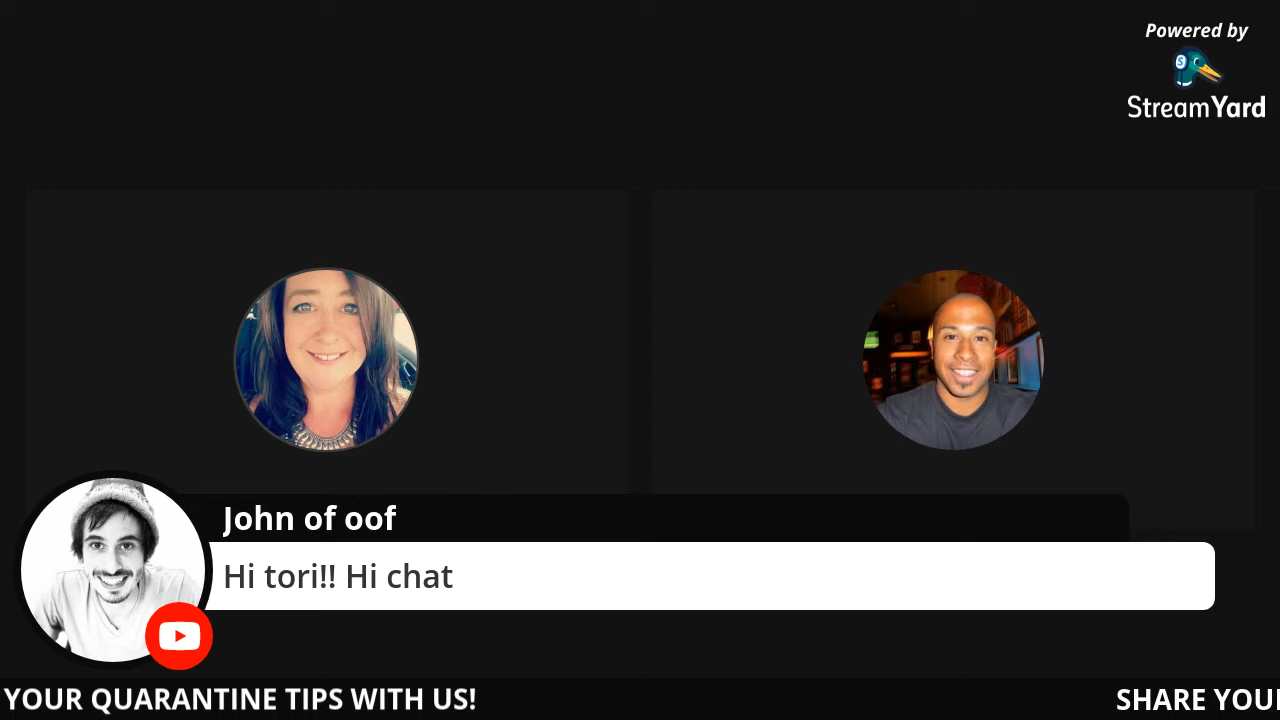 Powered by
S
StreamYard
John of oof
Hi tori!! Hi chat
YOUR QUARANTINE TIPS WITH US!
SHARE YOU